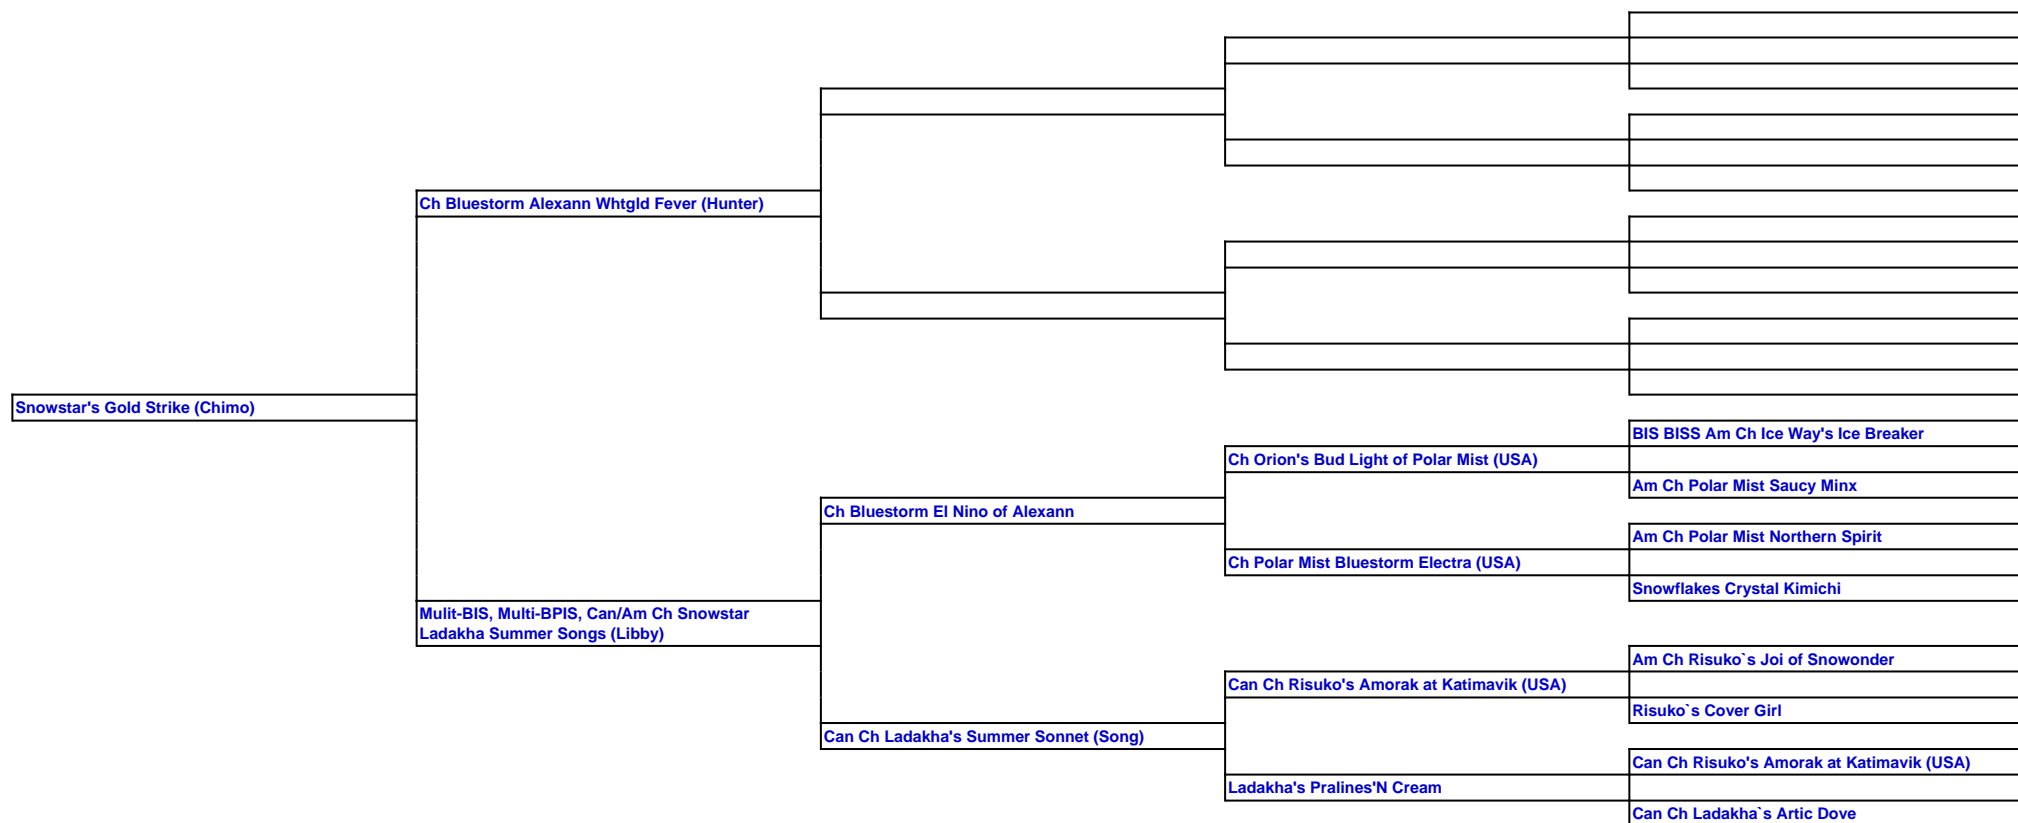 Ch Bluestorm Alexann Whtgld Fever (Hunter)
Snowstar's Gold Strike (Chimo)
BIS BISS Am Ch Ice Way's Ice Breaker
Ch Orion's Bud Light of Polar Mist (USA)
Am Ch Polar Mist Saucy Minx
Ch Bluestorm El Nino of Alexann
Am Ch Polar Mist Northern Spirit
Ch Polar Mist Bluestorm Electra (USA)
Snowflakes Crystal Kimichi
Mulit-BIS, Multi-BPIS, Can/Am Ch Snowstar
Ladakha Summer Songs (Libby)
Am Ch Risuko`s Joi of Snowonder
Can Ch Risuko's Amorak at Katimavik (USA)
Risuko`s Cover Girl
Can Ch Ladakha's Summer Sonnet (Song)
Can Ch Risuko's Amorak at Katimavik (USA)
Ladakha's Pralines'N Cream
Can Ch Ladakha`s Artic Dove